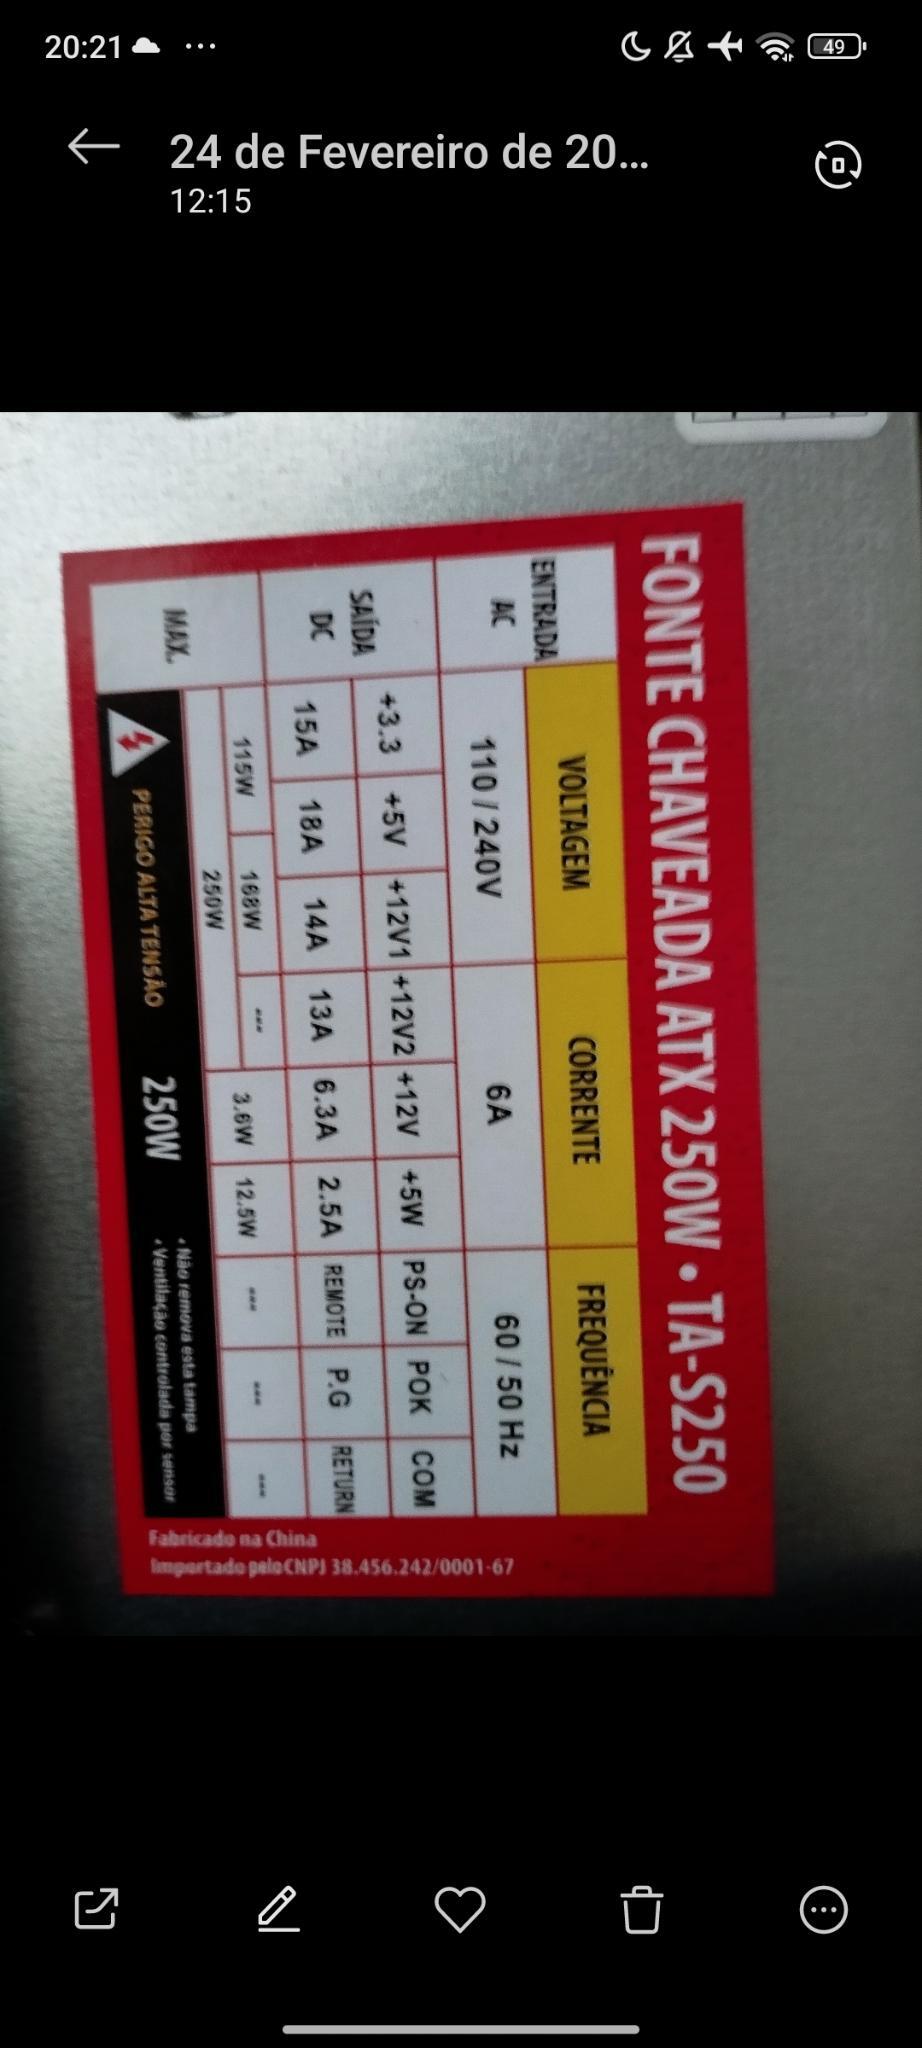 20:21
49
24 de Fevereiro de 20...
12:15
FONTE CHAVEADA ATX 250W • TA-S250
ENTRADA AC VOLTAGEM CORRENTE FREQUÊNCIA
110 / 240V 6A 60 / 50 Hz
SAÍDA DC +3.3 +5V +12V1 +12V2 +12V +5W PS-ON POK COM
15A 18A 14A 13A 6.3A 2.5A REMOTE P.G RETURN
MAX. 115W 168W --- 3.6W 12.5W --- --- ---
250W
PERIGO ALTA TENSÃO 250W
• Não remova esta tampa
• Ventilação controlada por sensor
Fabricado na China
Importado pelo CNPJ 38.456.242/0001-67